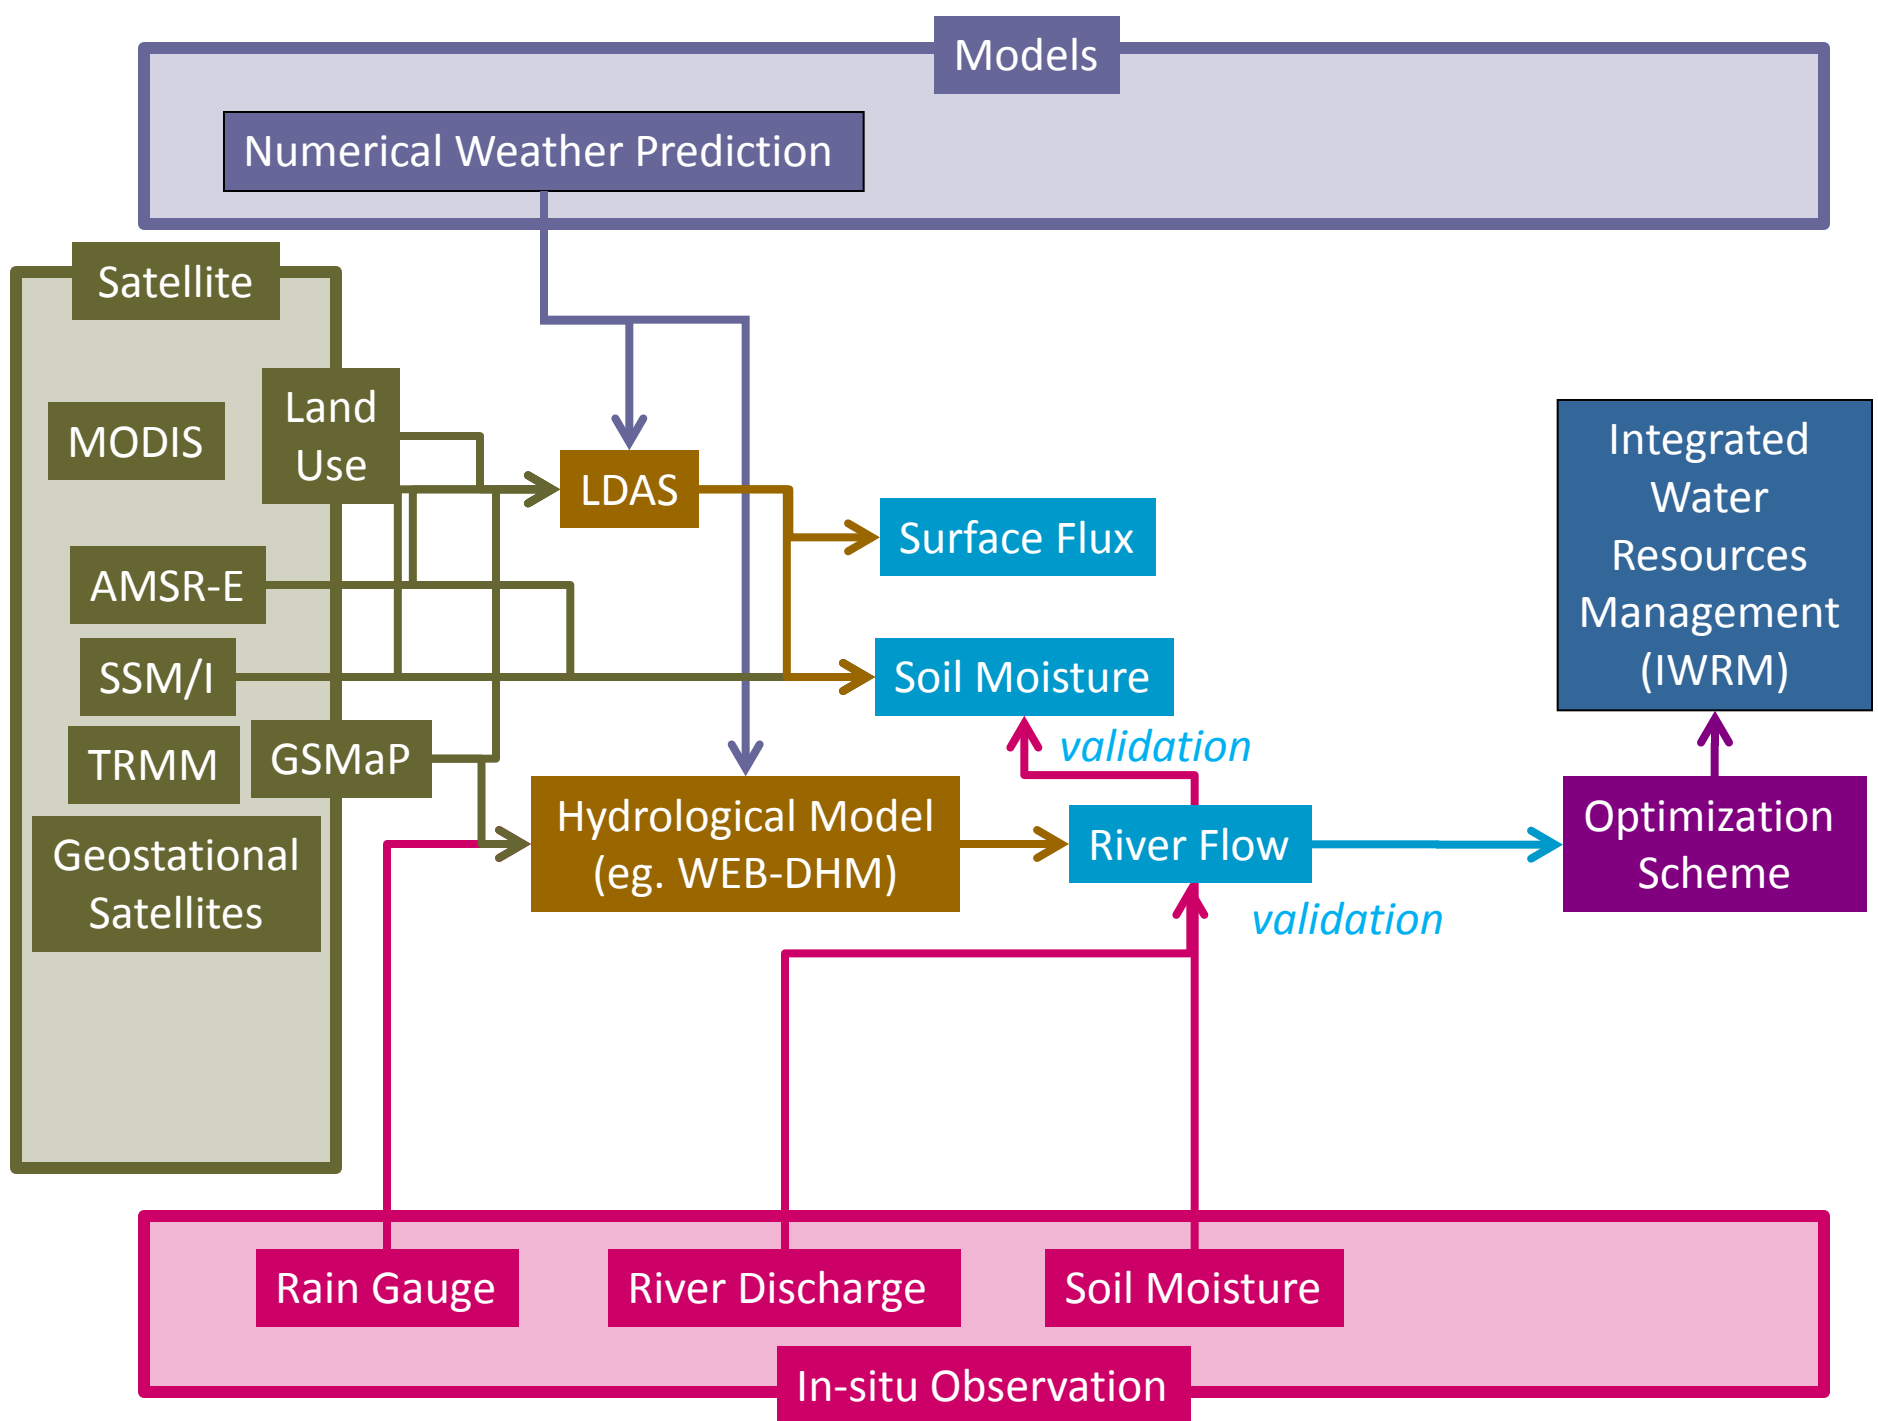 Models
Numerical Weather Prediction
Satellite
Land
Use
MODIS
LDAS
Surface Flux
AMSR-E
SSM/I
Soil Moisture
Integrated
Water
Resources
Management
(IWRM)
validation
TRMM
GSMaP
Hydrological Model
(eg. WEB-DHM)
River Flow
Optimization
Scheme
Geostational
Satellites
validation
Rain Gauge
River Discharge
Soil Moisture
In-situ Observation